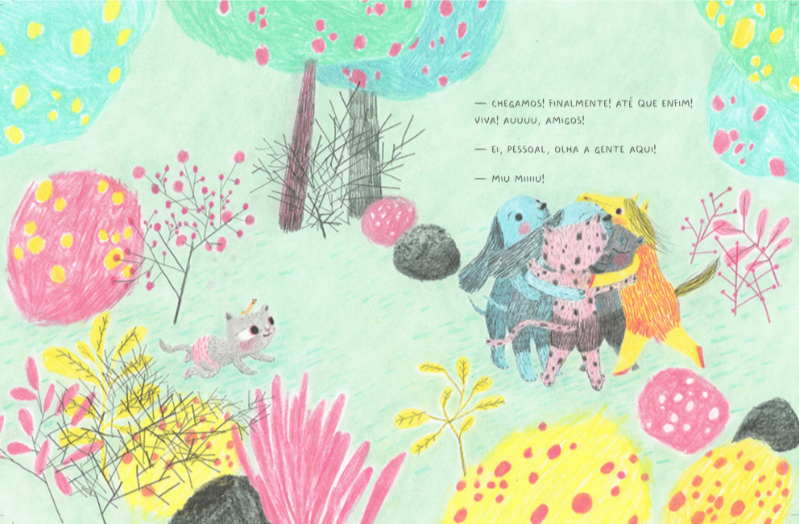 — CHEGAMOS! FINALMENTE! ATÉ QUE ENFIM!
VIVA! AUUUU, AMIGOS!
— EI, PESSOAL, OLHA A GENTE AQUI!
— MIU MIIIIU!